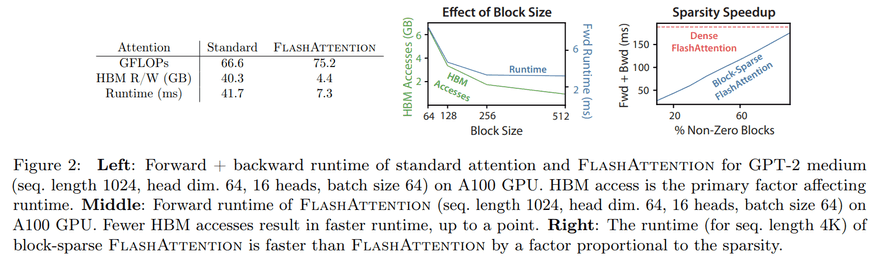 Attention Standard FLASHATTENTION
GFLOPs 66.6 75.2
HBM R/W (GB) 40.3 4.4
Runtime (ms) 41.7 7.3
Effect of Block Size
HBM Accesses (GB)
6
4
2
Fwd Runtime (ms)
6
2
Runtime
HBM
Accesses
64 128 256 512
Block Size
Sparsity Speedup
Fwd + Bwd (ms)
150
100
50
Dense
FlashAttention
Block-Sparse
FlashAttention
20 60
% Non-Zero Blocks
Figure 2: Left: Forward + backward runtime of standard attention and FLASHATTENTION for GPT-2 medium
(seq. length 1024, head dim. 64, 16 heads, batch size 64) on A100 GPU. HBM access is the primary factor affecting
runtime. Middle: Forward runtime of FLASHATTENTION (seq. length 1024, head dim. 64, 16 heads, batch size 64) on
A100 GPU. Fewer HBM accesses result in faster runtime, up to a point. Right: The runtime (for seq. length 4K) of
block-sparse FLASHATTENTION is faster than FLASHATTENTION by a factor proportional to the sparsity.